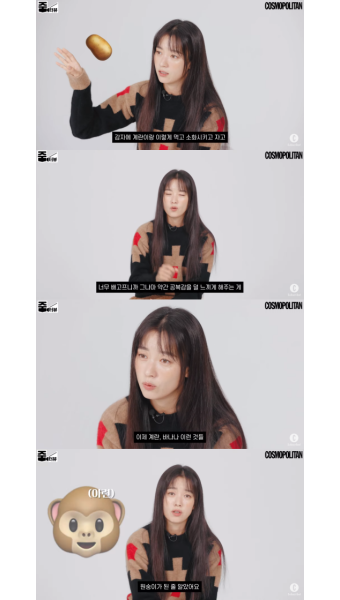 COSMOPOLITAN
감자에 계란이랑 이렇게 먹고 소화시키고 자고
COSMOPOLITAN
너무 배고프니까 그나마 약간 공복감을 덜 느끼게 해주는 게
COSMOPOLITAN
이제 계란, 바나나 이런 것들
COSMOPOLITAN
(아련)
원숭이가 된 줄 알았어요